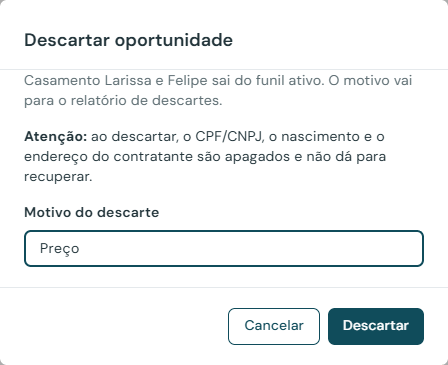 Descartar oportunidade
Casamento Larissa e Felipe sai do funil ativo. O motivo vai
para o relatório de descartes.
Atenção: ao descartar, o CPF/CNPJ, o nascimento e o
endereço do contratante são apagados e não dá para
recuperar.
Motivo do descarte
Preço
Cancelar
Descartar